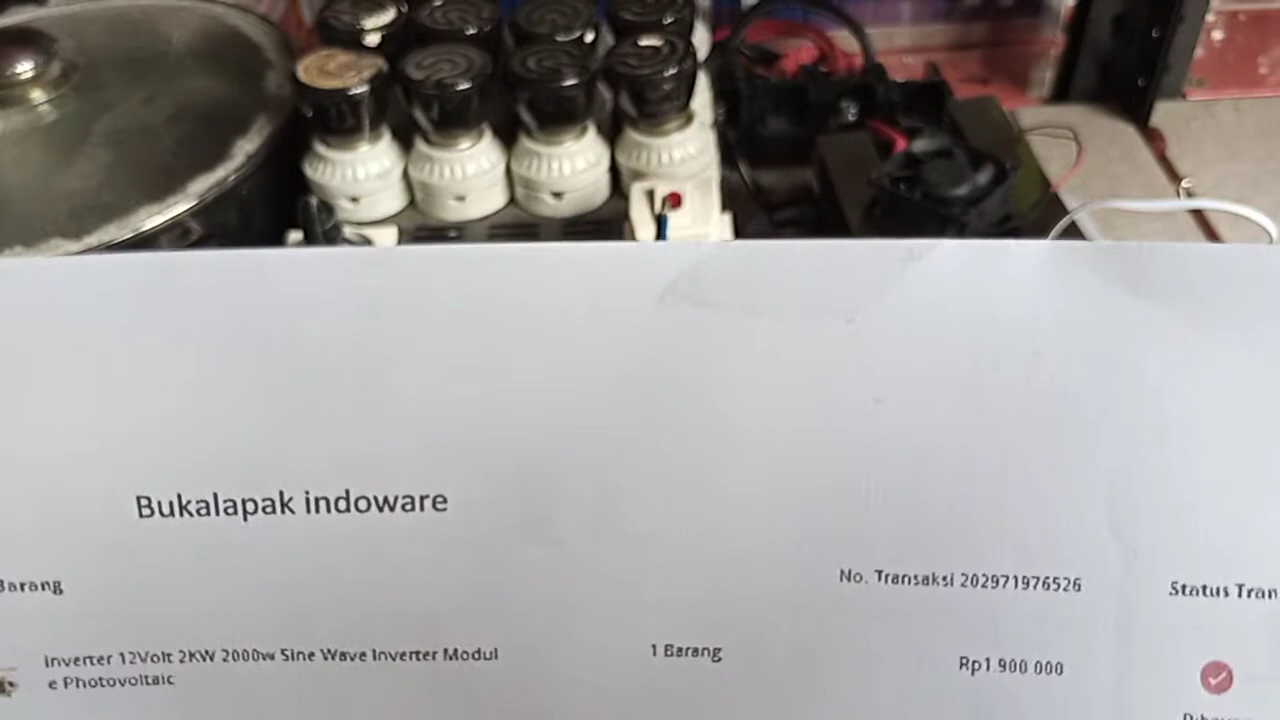 Bukalapak indoware
Barang
No. Transaksi 202971976526
Status Tran
Inverter 12Volt 2KW 2000w Sine Wave Inverter Modul
e Photovoltaic
1 Barang
Rp1 900 000